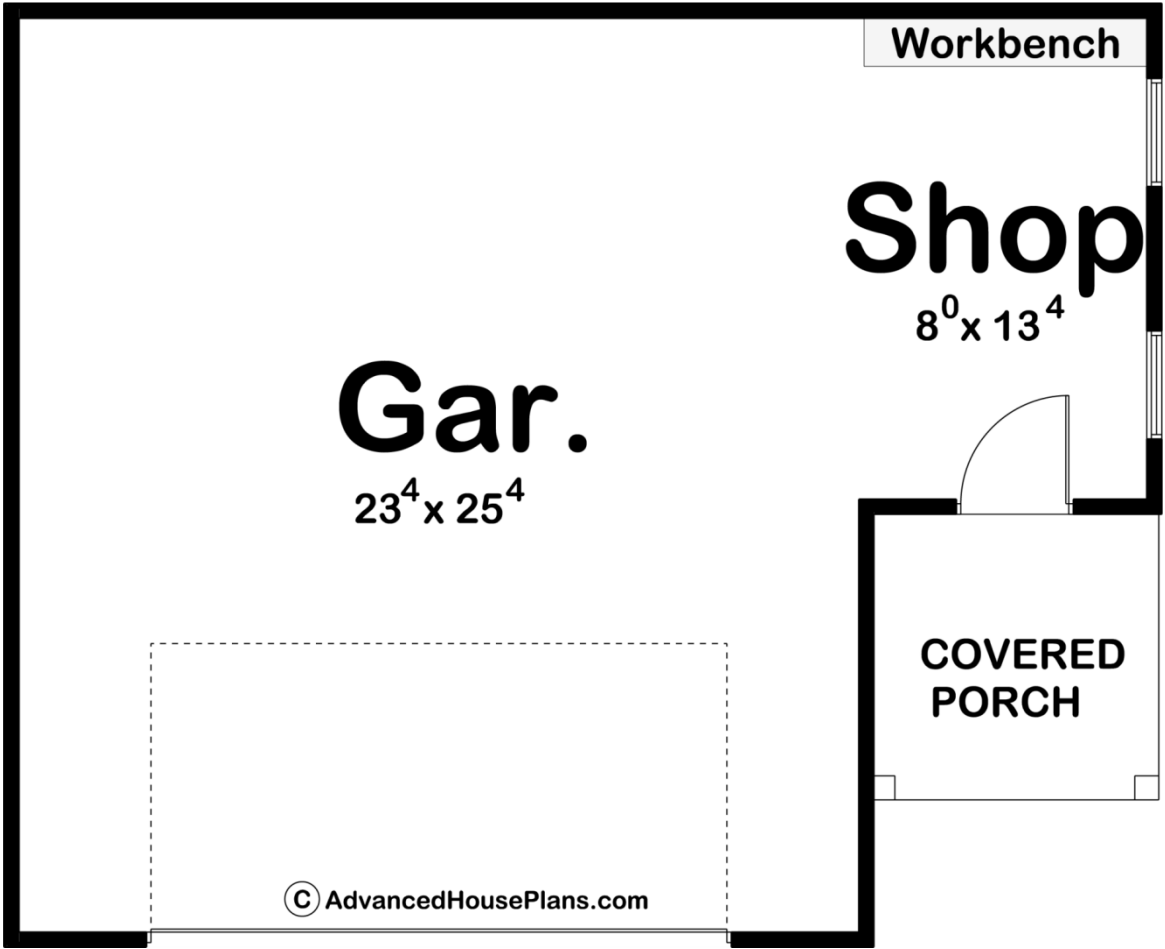 Workbench
Shop
8⁰x 13⁴
Gar.
23⁴x 25⁴
COVERED
PORCH
Ⓒ AdvancedHousePlans.com